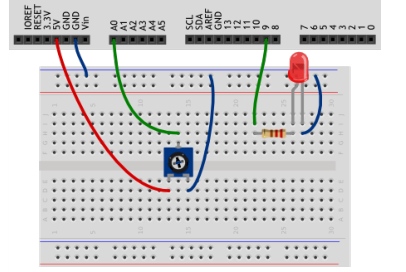 IOREF
RESET
3.3V
5V
GND
GND
Vin
A0
A1
A2
A3
A4
A5
SCL
SDA
AREF
GND
13
12
11
10
9
8
7
6
5
4
3
2
1
0